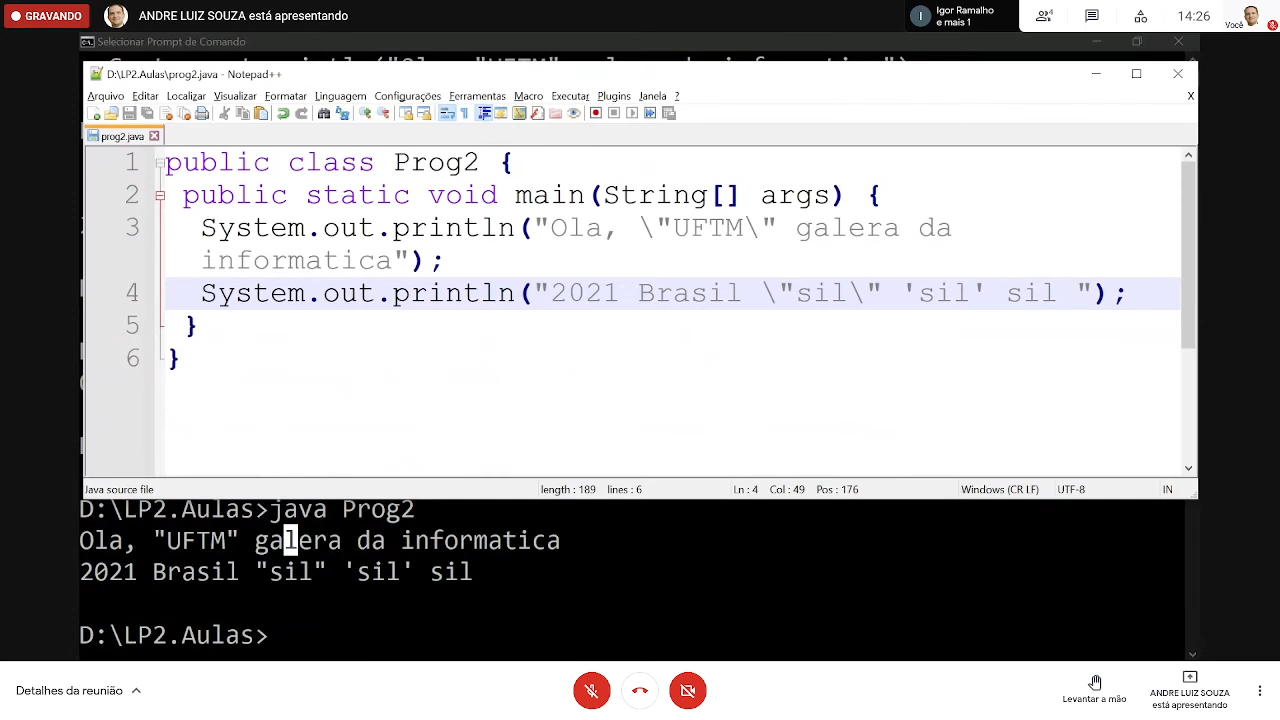 GRAVANDO
ANDRE LUIZ SOUZA está apresentando
I
Igor Ramalho
e mais 1
4
14:26
Você
Selecionar Prompt de Comando
D:\LP2.Aulas\prog2.java - Notepad++
Arquivo Editar Localizar Visualizar Formatar Linguagem Configurações Ferramentas Macro Executar Plugins Janela ?
X
prog2.java
1 public class Prog2 {
2 public static void main(String[] args) {
3 System.out.println("Ola, \"UFTM\" galera da
informatica");
4 System.out.println("2021 Brasil \"sil\" 'sil' sil ");
5 }
6 }
Java source file
length : 189 lines : 6
Ln : 4 Col : 49 Pos : 176
Windows (CR LF)
UTF-8
IN
D:\LP2.Aulas>java Prog2
Ola, "UFTM" galera da informatica
2021 Brasil "sil" 'sil' sil
D:\LP2.Aulas>
Detalhes da reunião
Levantar a mão
ANDRE LUIZ SOUZA
está apresentando